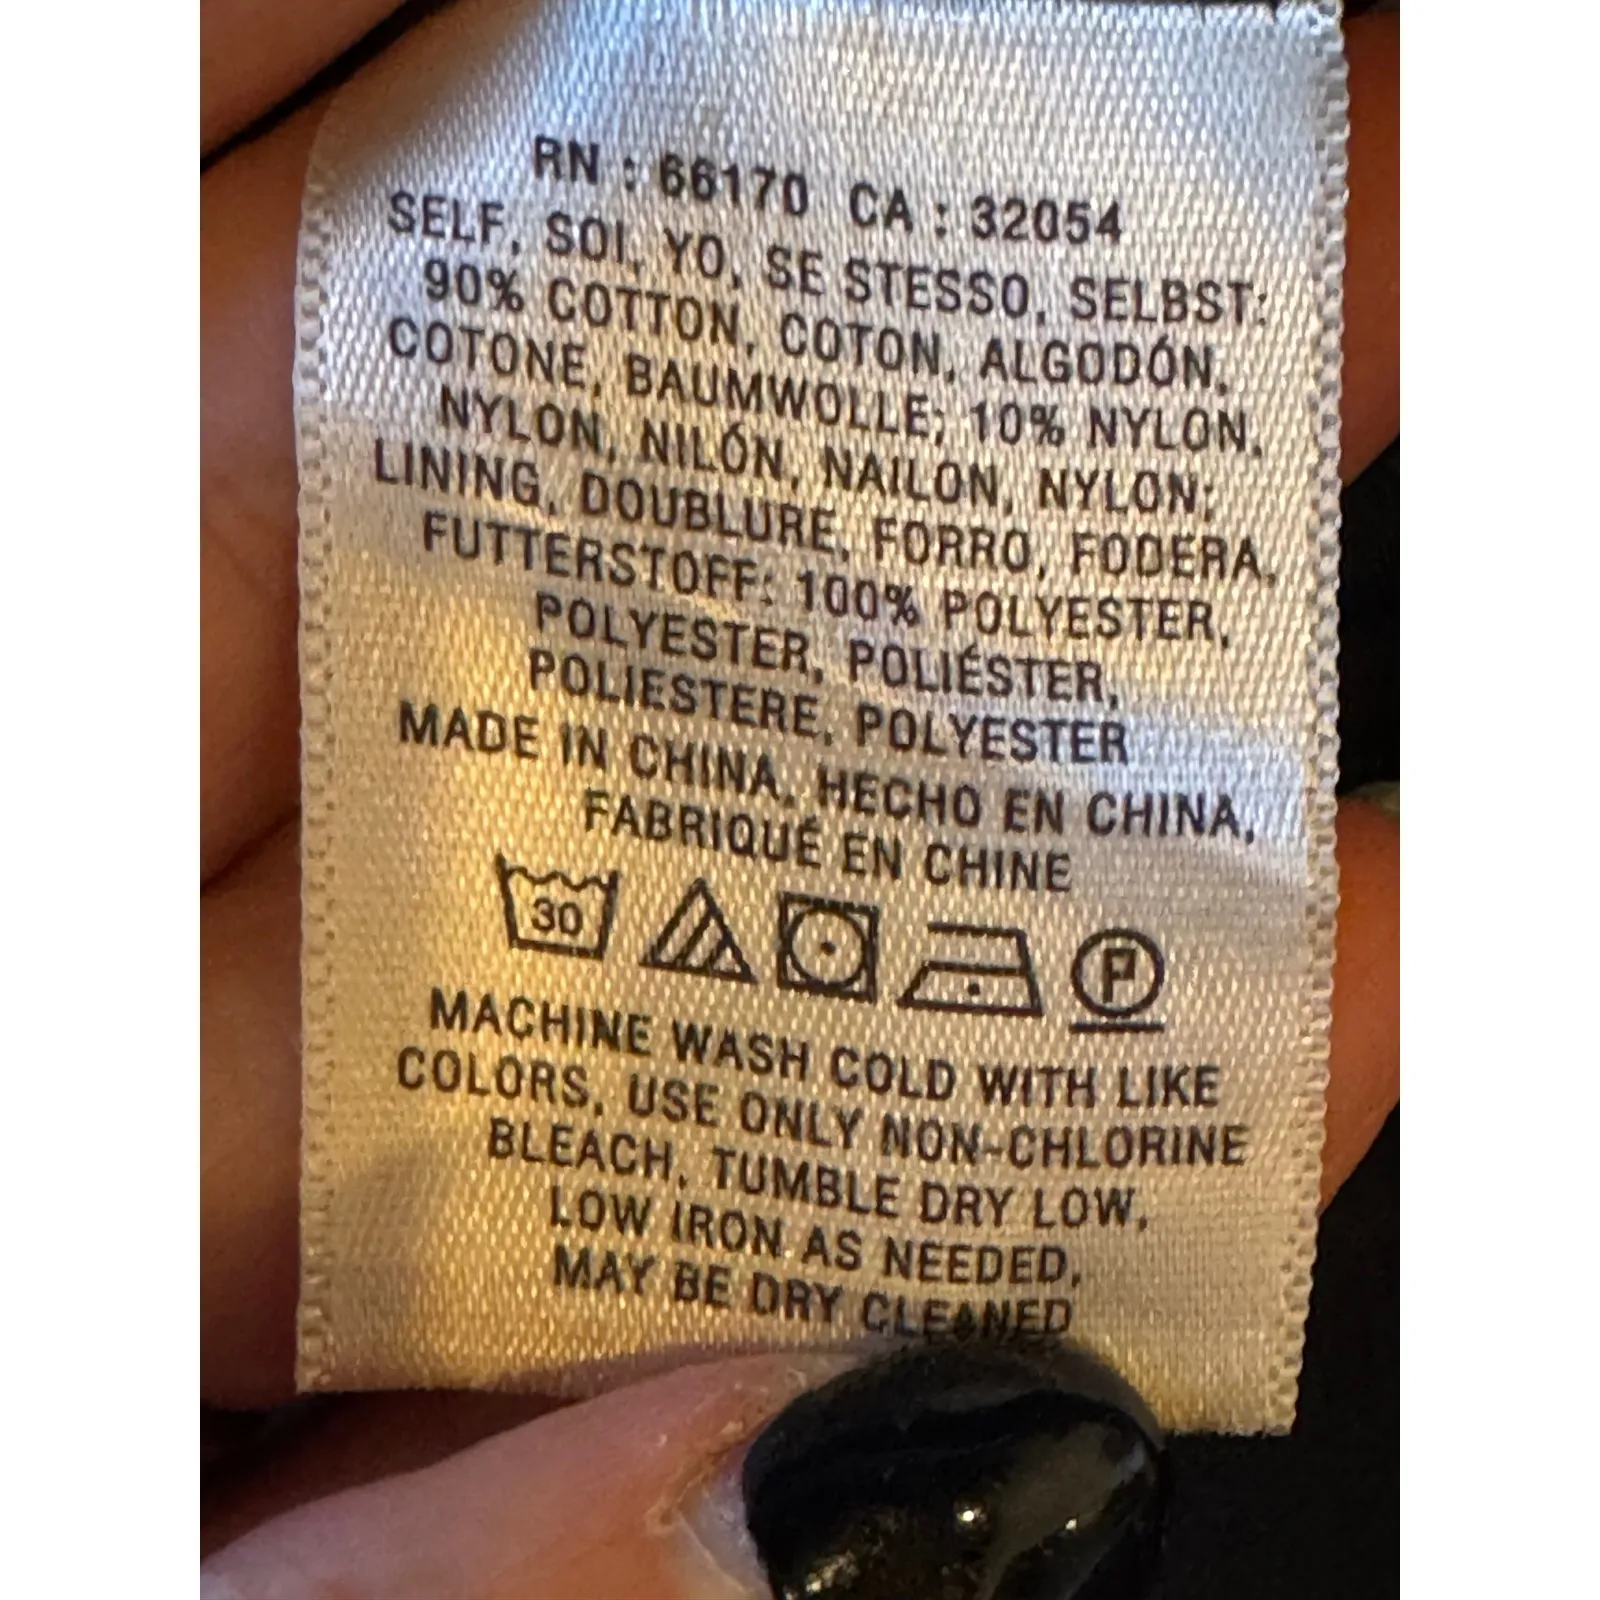 RN : 66170 CA : 32054
SELF, SOI, YO, SE STESSO, SELBST:
90% COTTON, COTON, ALGODÓN,
COTONE, BAUMWOLLE; 10% NYLON,
NYLON, NILÓN, NAILON, NYLON;
LINING, DOUBLURE, FORRO, FODERA,
FUTTERSTOFF: 100% POLYESTER,
POLYESTER, POLIÉSTER,
POLIESTERE, POLYESTER
MADE IN CHINA, HECHO EN CHINA,
FABRIQUÉ EN CHINE
30 P
MACHINE WASH COLD WITH LIKE
COLORS, USE ONLY NON-CHLORINE
BLEACH, TUMBLE DRY LOW,
LOW IRON AS NEEDED,
MAY BE DRY CLEANED